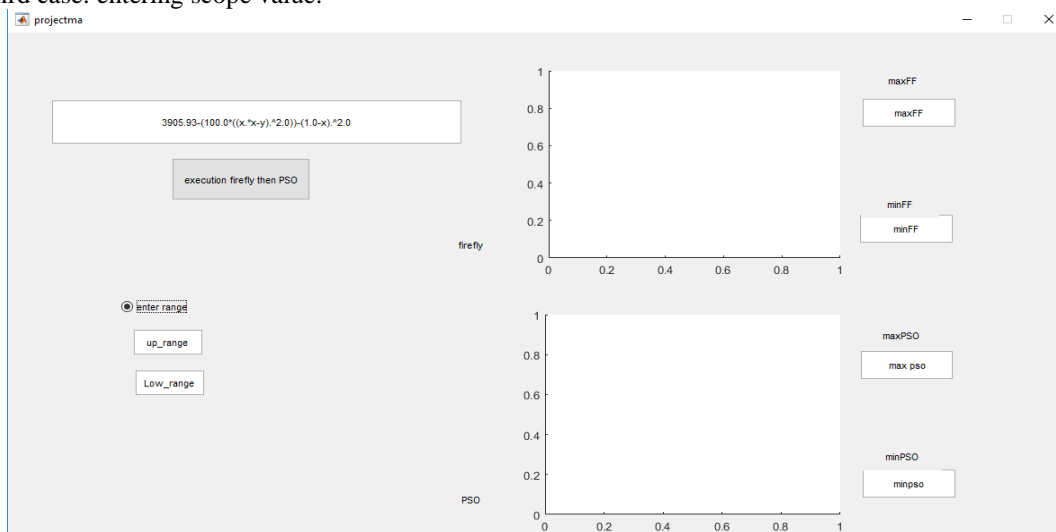 ird case: entering scope value:
projectma
3905.93-(100.0*((x.*x-y).^2.0))-(1.0-x).^2.0
execution firefly then PSO
firefly
enter range
up_range
Low_range
PSO
1
0.8
0.6
0.4
0.2
0
0 0.2 0.4 0.6 0.8 1
maxFF
maxFF
minFF
minFF
1
0.8
0.6
0.4
0.2
0
0 0.2 0.4 0.6 0.8 1
maxPSO
max pso
minPSO
minpso